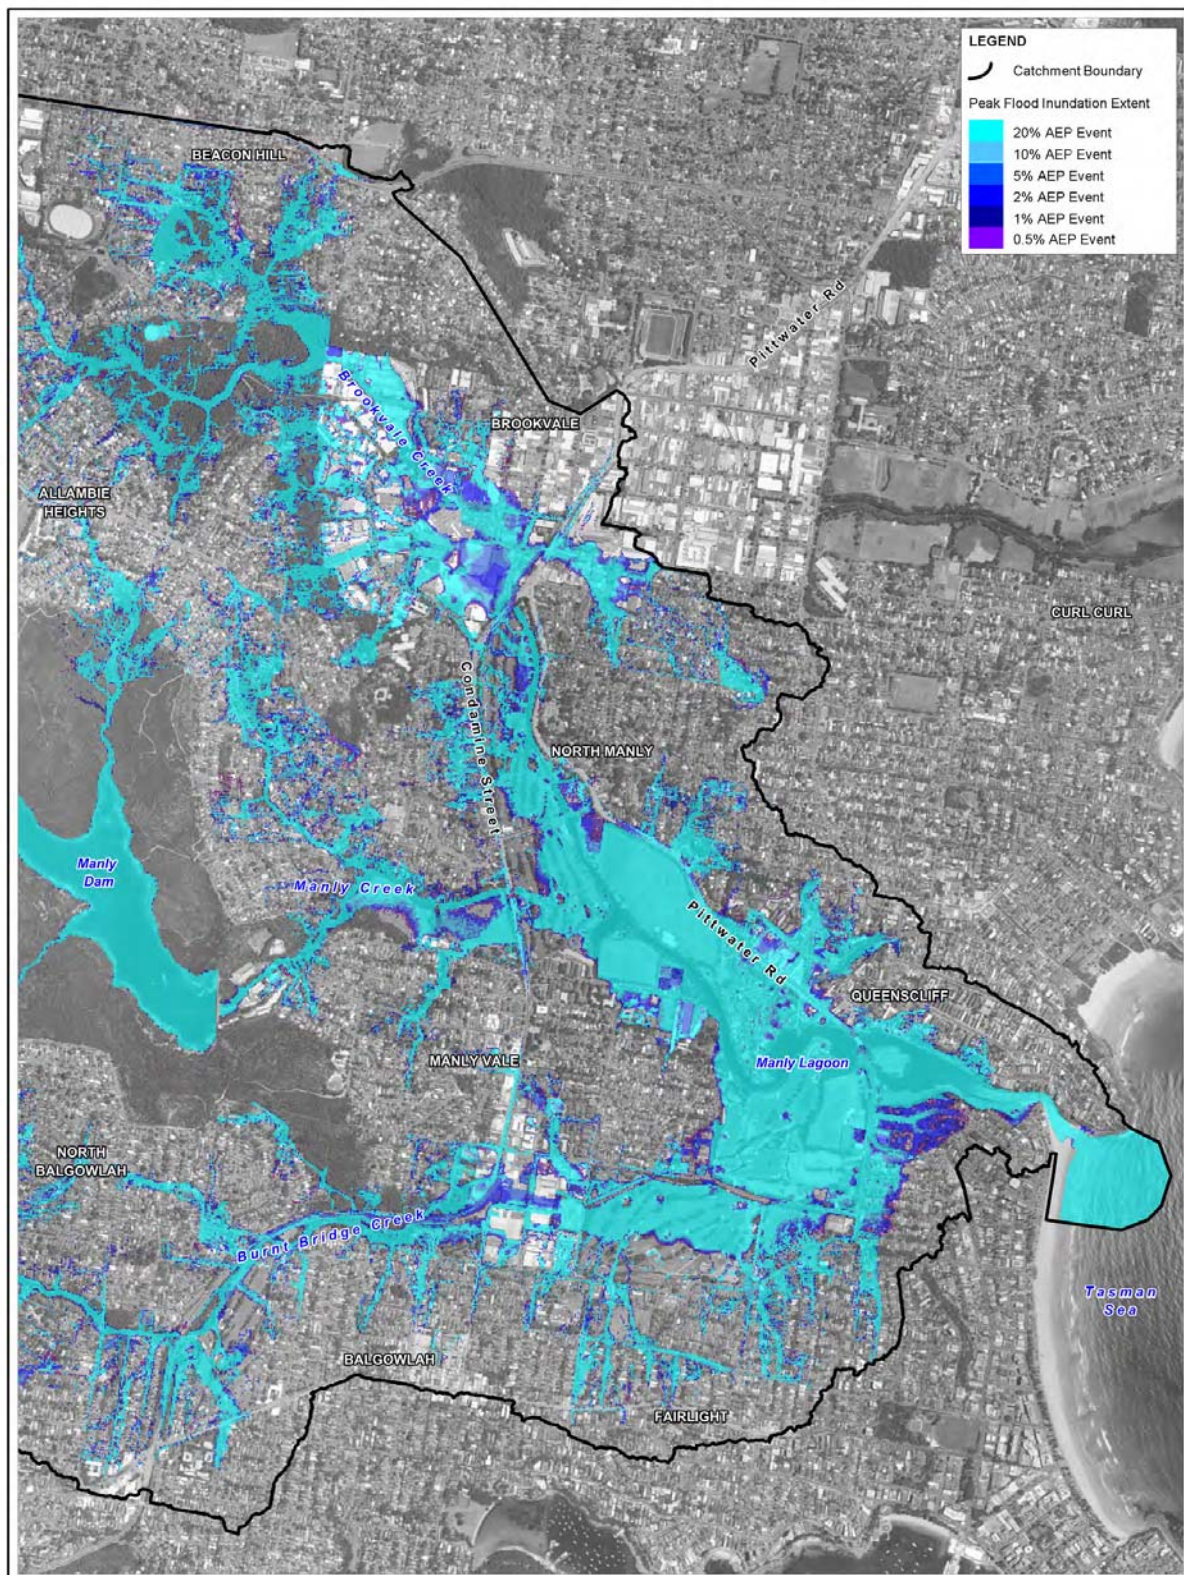 LEGEND
Catchment Boundary
Peak Flood Inundation Extent
20% AEP Event
10% AEP Event
5% AEP Event
2% AEP Event
1% AEP Event
0.5% AEP Event
BEACON HILL
Pittwater Rd
Brookvale Creek
BROOKVALE
ALLAMBIE
HEIGHTS
CURL CURL
Condamine Street
NORTH MANLY
Manly
Dam
Manly Creek
Pittwater Rd
QUEENSCLIFF
MANLY VALE
Manly Lagoon
NORTH
BALGOWLAH
Burnt Bridge Creek
Tasman
Sea
BALGOWLAH
FAIRLIGHT